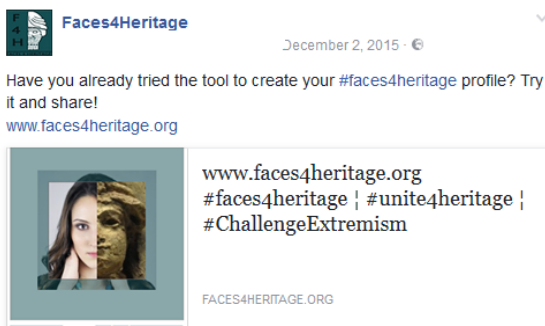 F
4
H
Faces4Heritage
December 2, 2015 ·
Have you already tried the tool to create your #faces4heritage profile? Try
it and share!
www.faces4heritage.org
www.faces4heritage.org
#faces4heritage ¦ #unite4heritage ¦
#ChallengeExtremism
FACES4HERITAGE.ORG